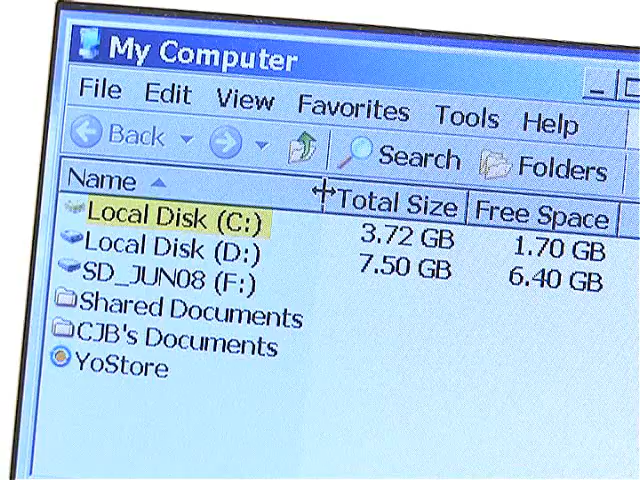 My Computer
File Edit View Favorites Tools Help
Back Search Folders
Name Total Size Free Space
Local Disk (C:) 3.72 GB 1.70 GB
Local Disk (D:) 7.50 GB 6.40 GB
SD_JUN08 (F:)
Shared Documents
CJB's Documents
YoStore